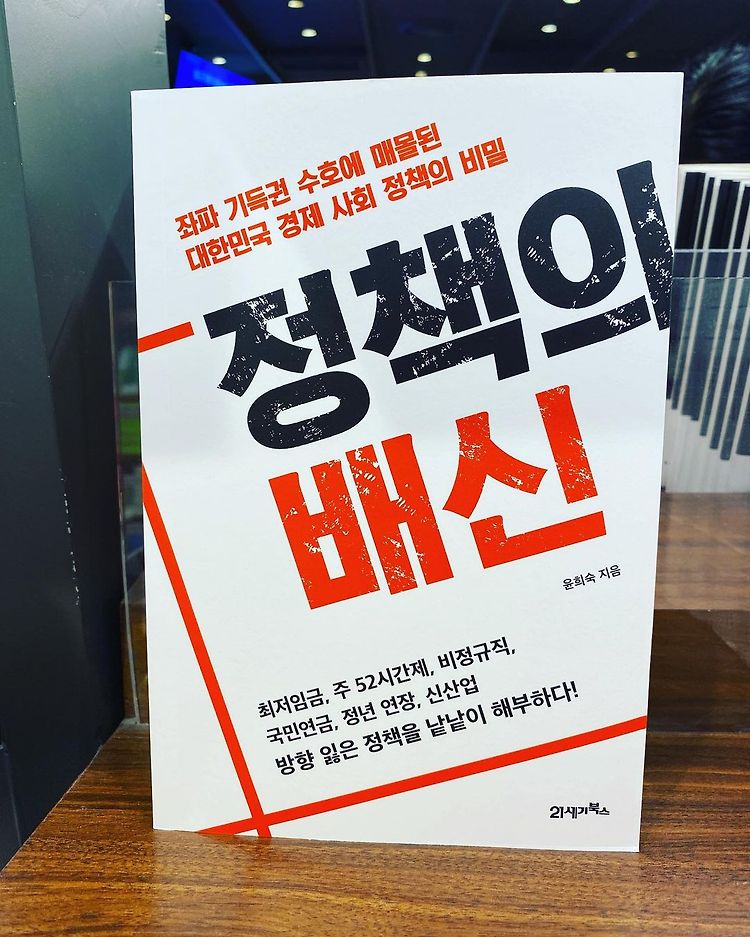 좌파 기득권 수호에 매몰된
대한민국 경제 사회 정책의 비밀
정책의
배신
윤희숙 지음
최저임금, 주 52시간제, 비정규직,
국민연금, 정년 연장, 신산업
방향 잃은 정책을 낱낱이 해부하다!
21세기북스